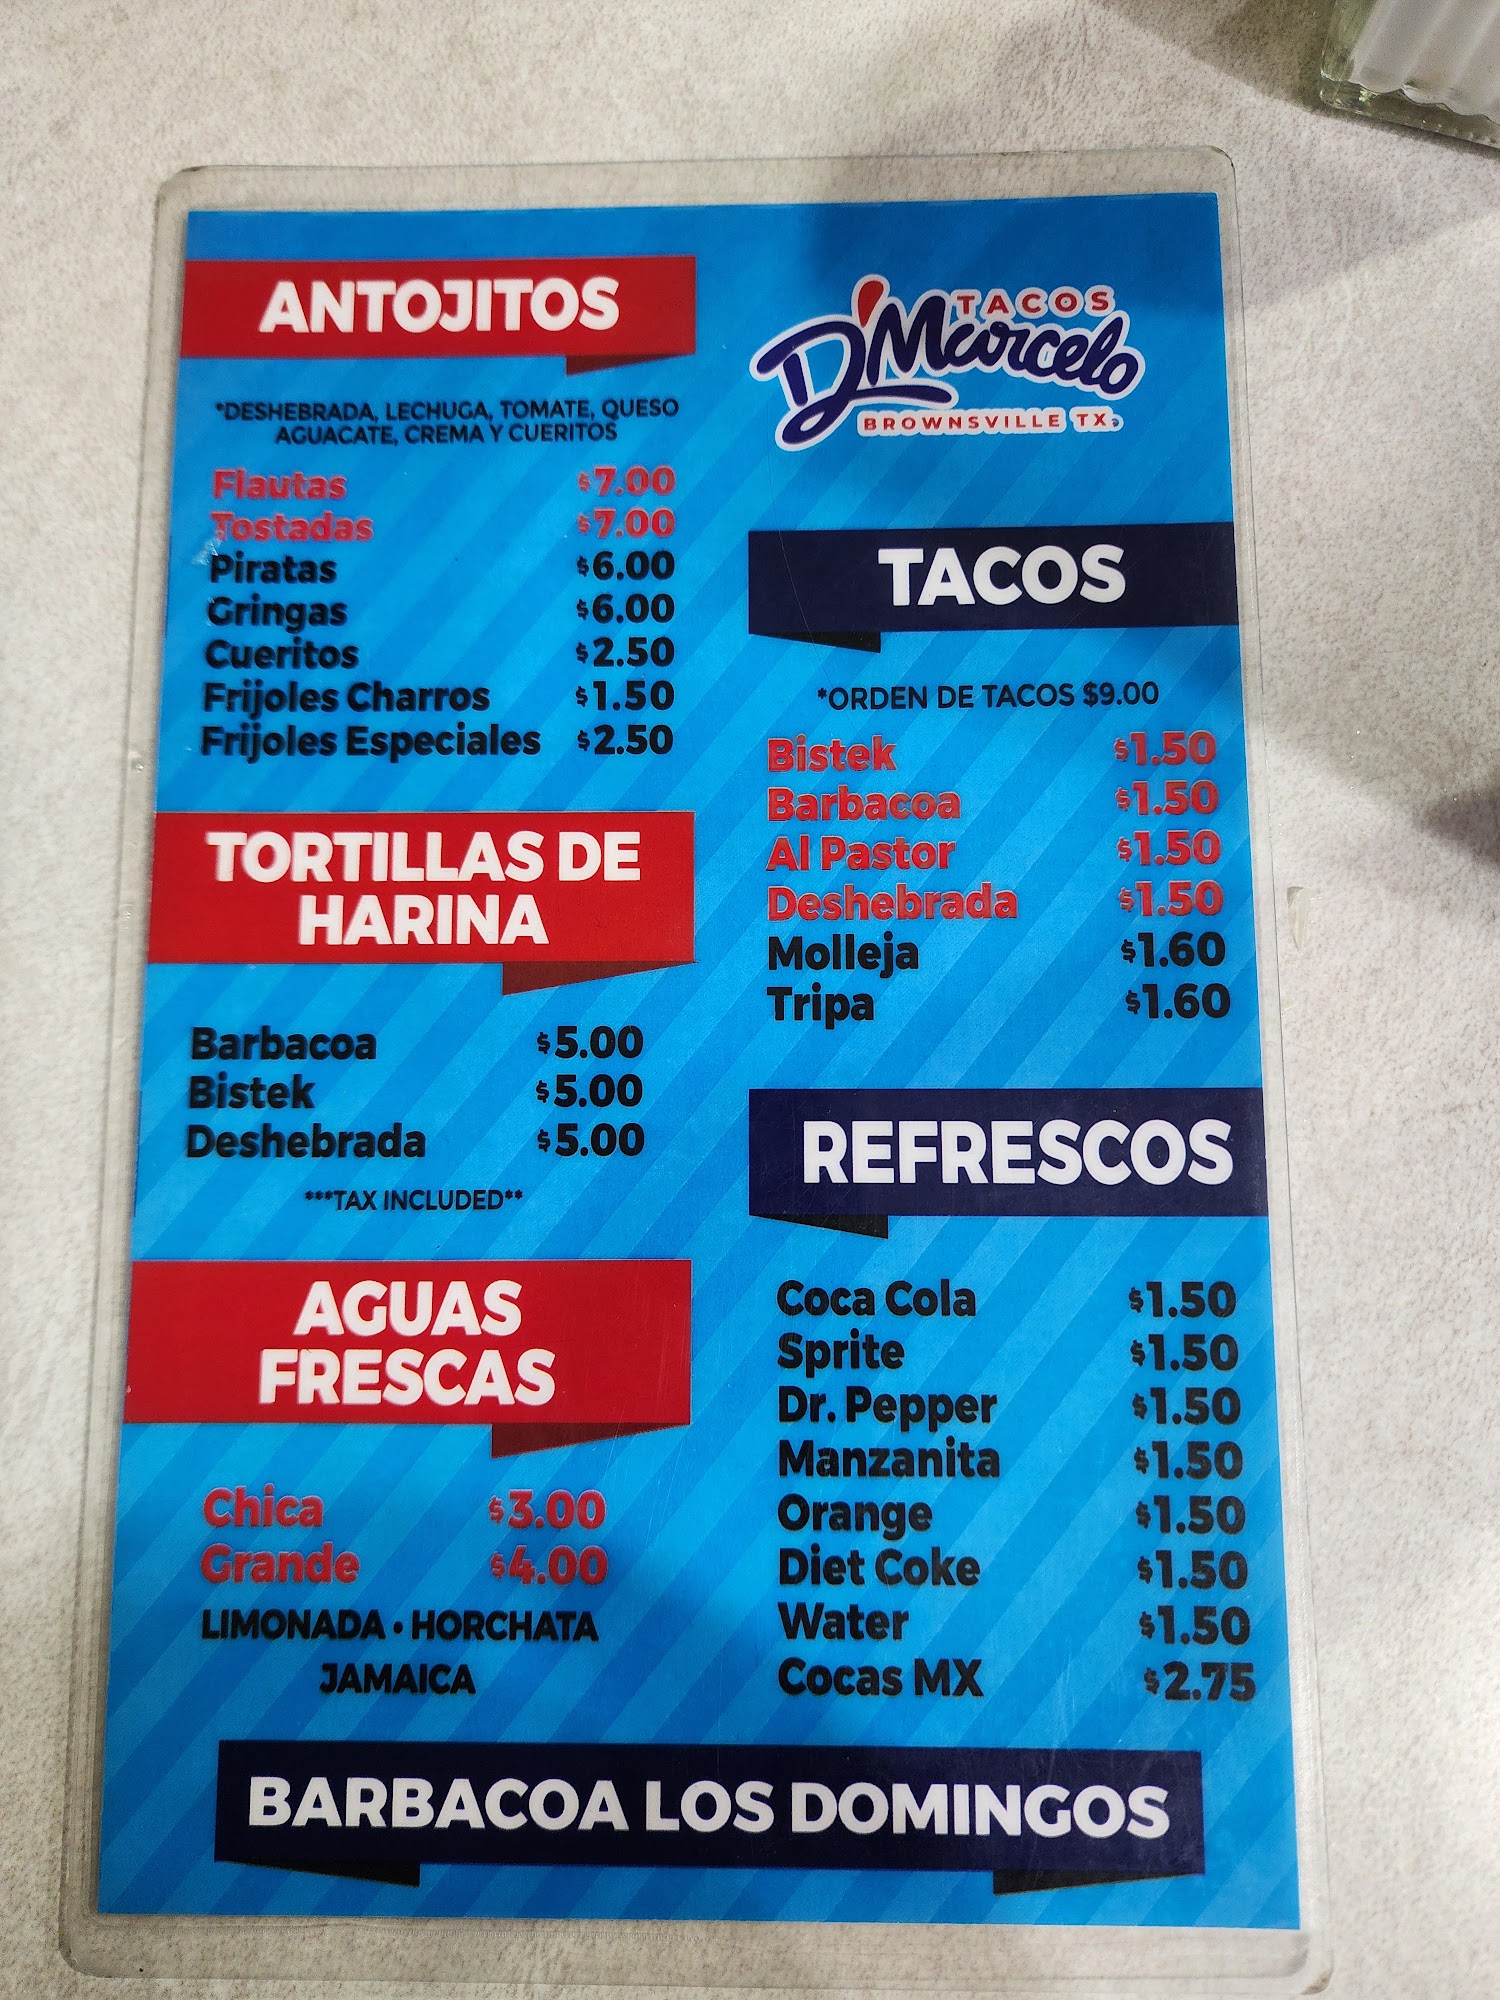 ANTOJITOS
*DESHEBRADA, LECHUGA, TOMATE, QUESO
AGUACATE, CREMA Y CUERITOS
Flautas $7.00
Tostadas $7.00
Piratas $6.00
Gringas $6.00
Cueritos $2.50
Frijoles Charros $1.50
Frijoles Especiales $2.50
TORTILLAS DE
HARINA
Barbacoa $5.00
Bistek $5.00
Deshebrada $5.00
***TAX INCLUDED**
AGUAS
FRESCAS
Chica $3.00
Grande $4.00
LIMONADA • HORCHATA
JAMAICA
TACOS
D'Marcelo
BROWNSVILLE TX.
TACOS
*ORDEN DE TACOS $9.00
Bistek $1.50
Barbacoa $1.50
Al Pastor $1.50
Deshebrada $1.50
Molleja $1.60
Tripa $1.60
REFRESCOS
Coca Cola $1.50
Sprite $1.50
Dr. Pepper $1.50
Manzanita $1.50
Orange $1.50
Diet Coke $1.50
Water $1.50
Cocas MX $2.75
BARBACOA LOS DOMINGOS